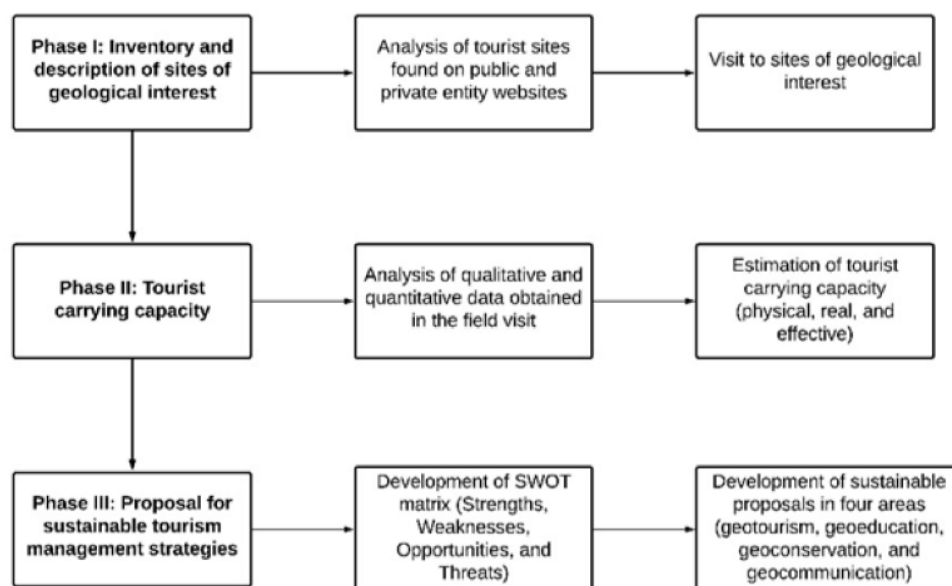 Phase I: Inventory and
description of sites of
geological interest
Analysis of tourist sites
found on public and
private entity websites
Visit to sites of geological
interest
Phase II: Tourist
carrying capacity
Analysis of qualitative and
quantitative data obtained
in the field visit
Estimation of tourist
carrying capacity
(physical, real, and
effective)
Phase III: Proposal for
sustainable tourism
management strategies
Development of SWOT
matrix (Strengths,
Weaknesses,
Opportunities, and
Threats)
Development of sustainable
proposals in four areas
(geotourism, geoeducation,
geoconservation, and
geocommunication)